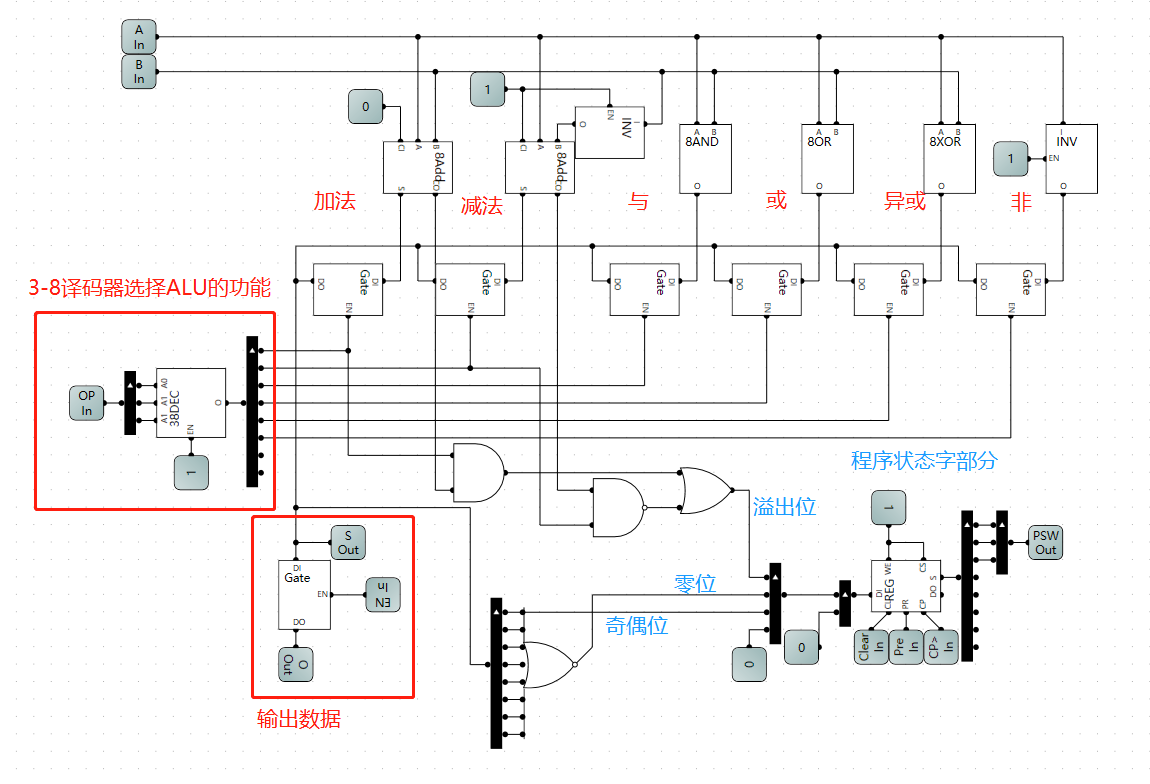 A
In
B
In
0
1
EN
I
INV
O
CI
A
B
8Add
S
CO
CI
A
B
8Add
S
CO
A
B
8AND
O
A
B
8OR
O
A
B
8XOR
O
1
I
INV
EN
O
加法
减法
与
或
异或
非
DO
Gate
DI
EN
DO
Gate
DI
EN
DO
Gate
DI
EN
DO
Gate
DI
EN
DO
Gate
DI
EN
DO
Gate
DI
EN
3-8译码器选择ALU的功能
OP
In
A0
A1
A1
38DEC
O
EN
1
程序状态字部分
溢出位
零位
奇偶位
S
Out
DI
Gate
EN
DO
EN
In
O
Out
输出数据
0
0
1
WE
CS
DI
REG
S
DO
CL
PR
CP
Clear
In
Pre
In
CP>
In
PSW
Out